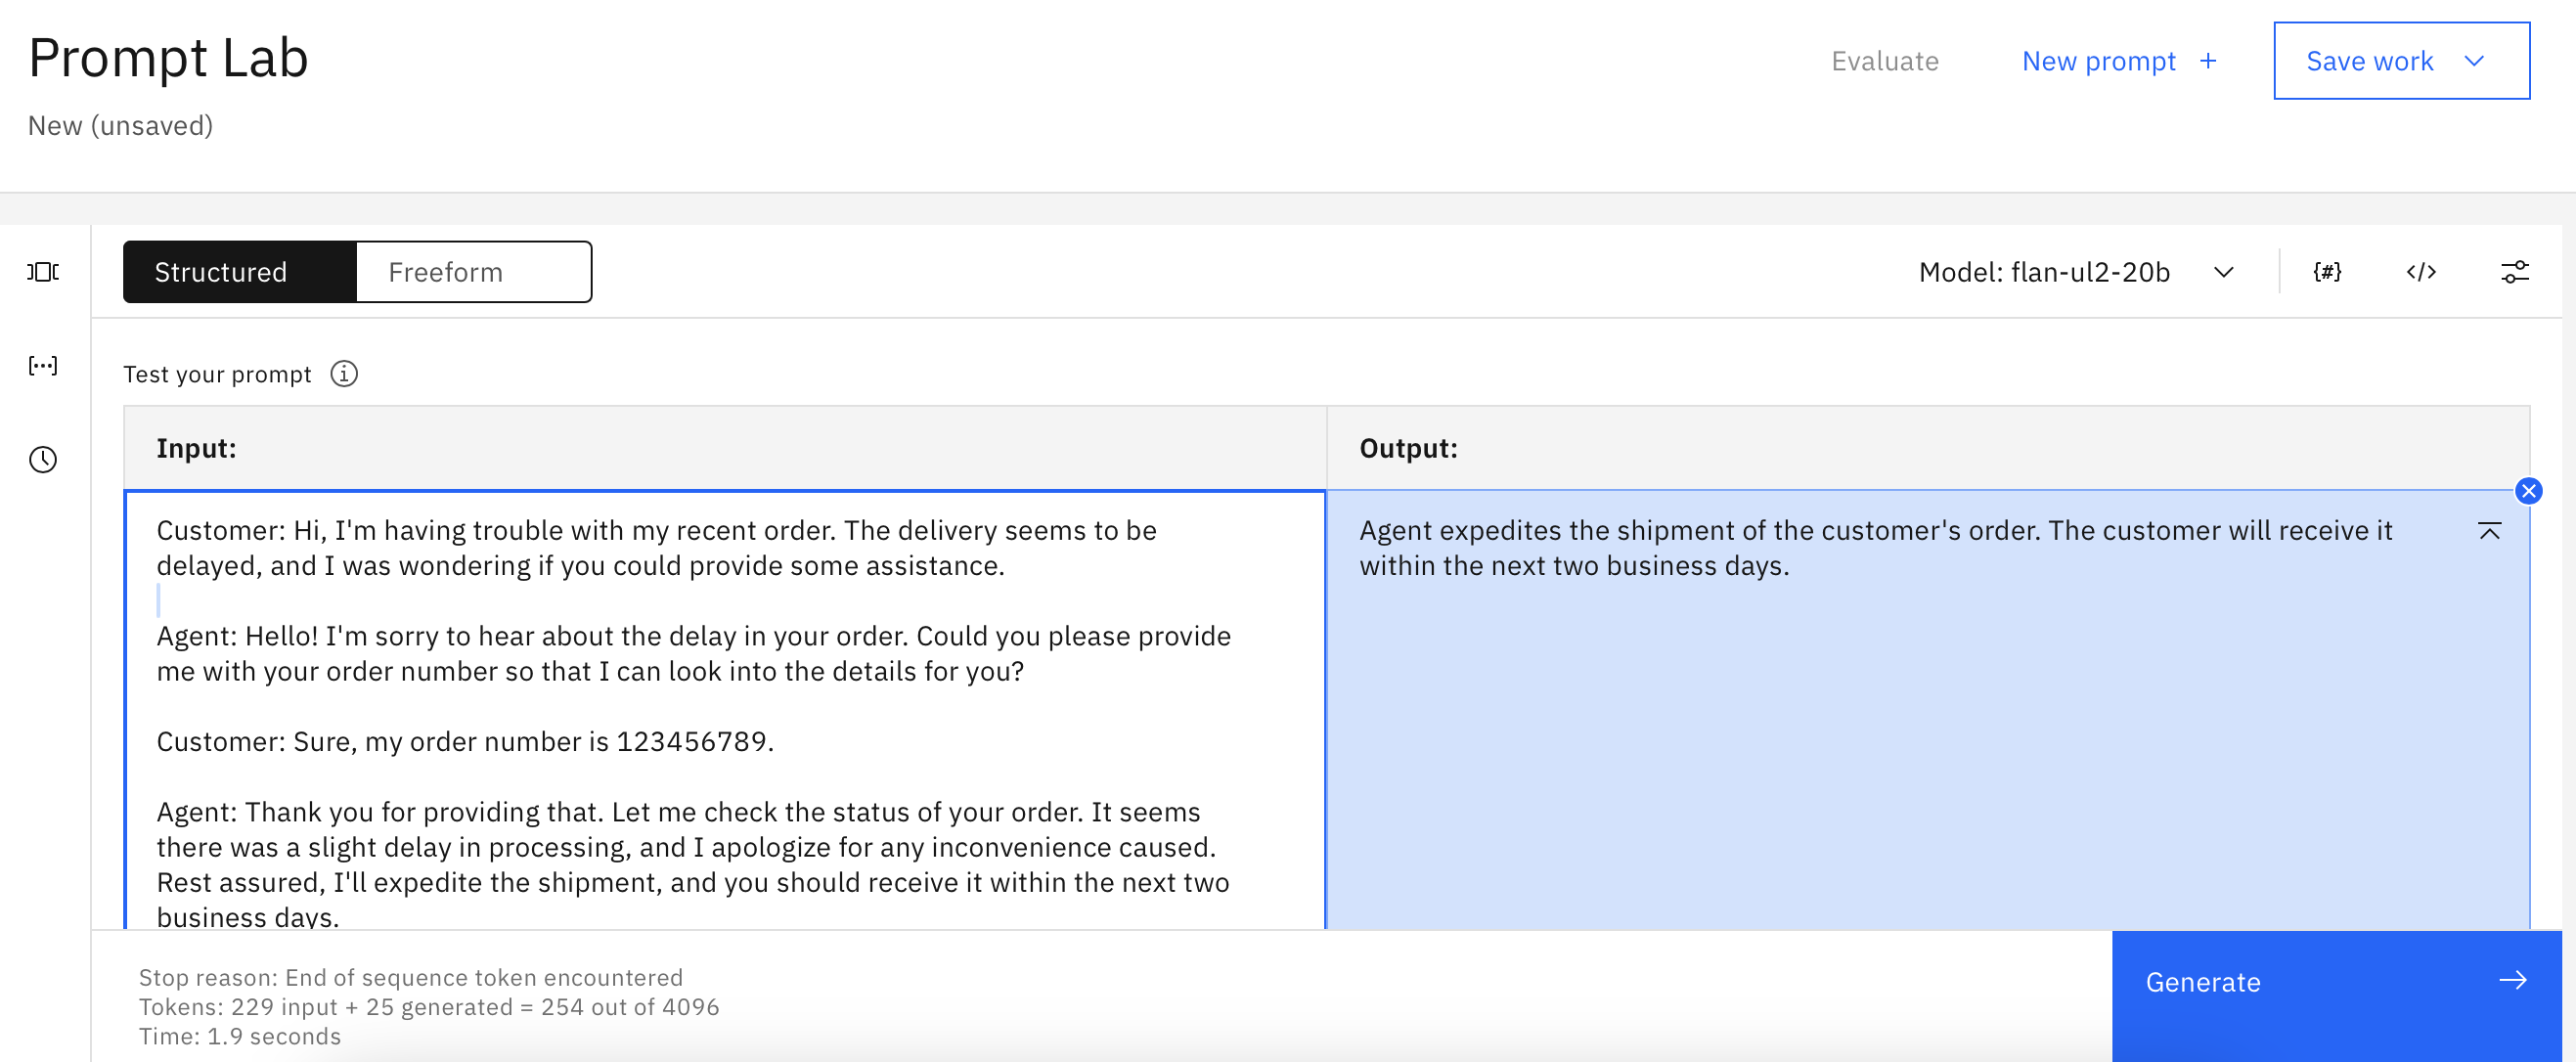 Prompt Lab
New (unsaved)
Evaluate
New prompt +
Save work
Structured
Freeform
Model: flan-ul2-20b
{#}
</>
[...]
Test your prompt
Input:
Output:
Customer: Hi, I'm having trouble with my recent order. The delivery seems to be
delayed, and I was wondering if you could provide some assistance.
Agent: Hello! I'm sorry to hear about the delay in your order. Could you please provide
me with your order number so that I can look into the details for you?
Customer: Sure, my order number is 123456789.
Agent: Thank you for providing that. Let me check the status of your order. It seems
there was a slight delay in processing, and I apologize for any inconvenience caused.
Rest assured, I'll expedite the shipment, and you should receive it within the next two
business days.
Agent expedites the shipment of the customer's order. The customer will receive it
within the next two business days.
Stop reason: End of sequence token encountered
Tokens: 229 input + 25 generated = 254 out of 4096
Time: 1.9 seconds
Generate